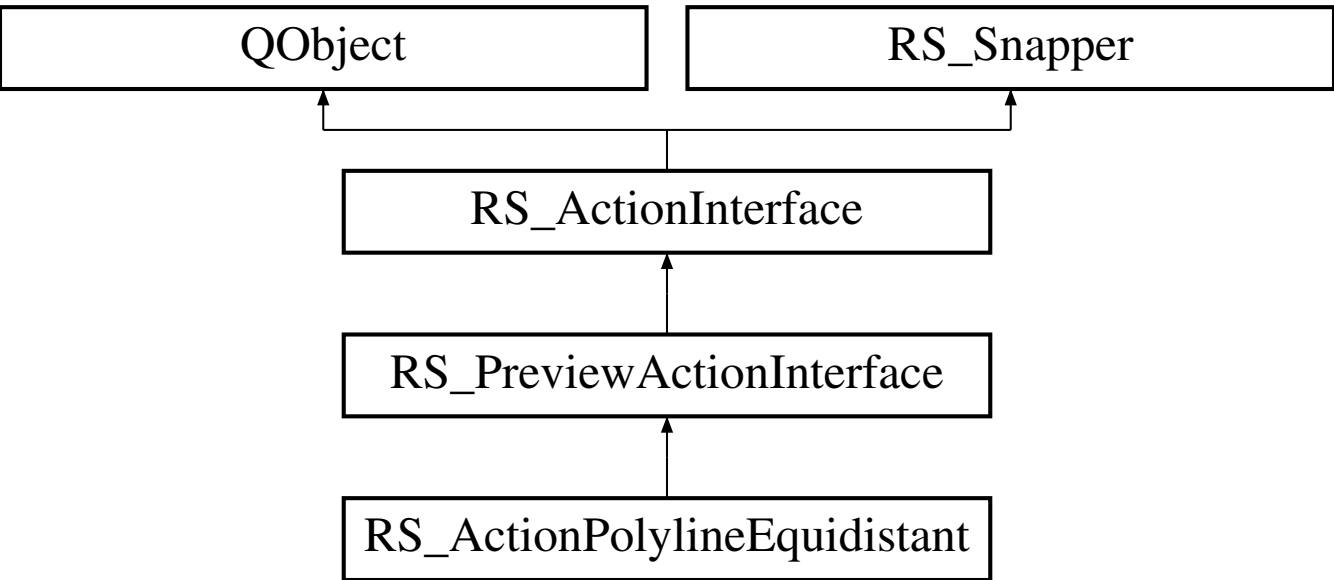 QObject
RS_Snapper
RS_ActionInterface
RS_PreviewActionInterface
RS_ActionPolylineEquidistant